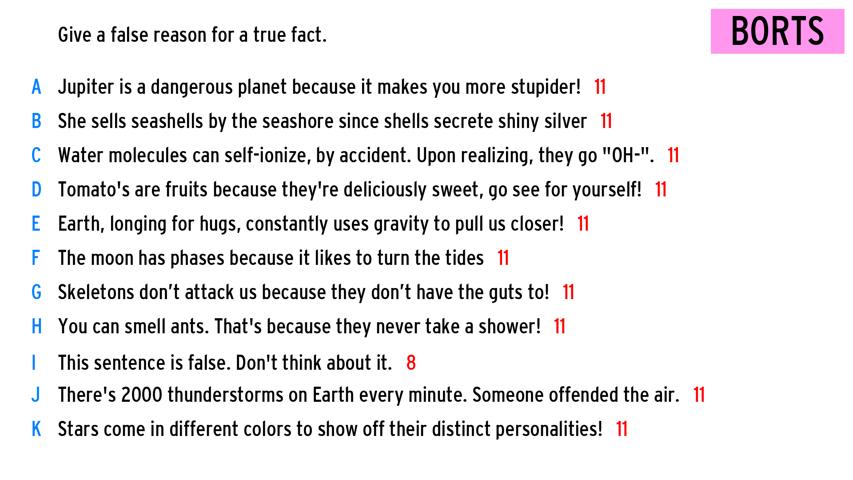 Give a false reason for a true fact.
BORTS
A Jupiter is a dangerous planet because it makes you more stupider! 11
B She sells seashells by the seashore since shells secrete shiny silver 11
C Water molecules can self-ionize, by accident. Upon realizing, they go "OH-". 11
D Tomato's are fruits because they're deliciously sweet, go see for yourself! 11
E Earth, longing for hugs, constantly uses gravity to pull us closer! 11
F The moon has phases because it likes to turn the tides 11
G Skeletons don’t attack us because they don’t have the guts to! 11
H You can smell ants. That's because they never take a shower! 11
I This sentence is false. Don't think about it. 8
J There's 2000 thunderstorms on Earth every minute. Someone offended the air. 11
K Stars come in different colors to show off their distinct personalities! 11